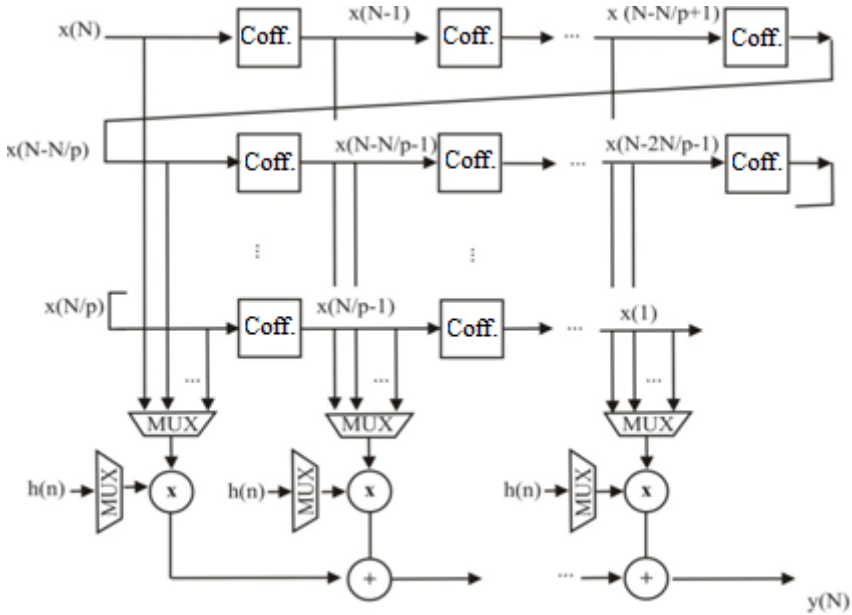 x(N) Coff. x(N-1) Coff. ... x (N-N/p+1) Coff.
x(N-N/p) Coff. x(N-N/p-1) Coff. ... x(N-2N/p-1) Coff.
... ...
x(N/p) Coff. x(N/p-1) Coff. ... x(1)
... ... ...
MUX MUX MUX
h(n) MUX x h(n) MUX x h(n) MUX x
+ ... +
y(N)